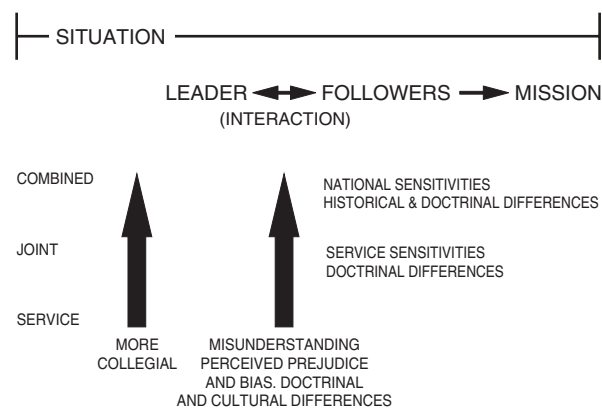 SITUATION
LEADER FOLLOWERS MISSION
(INTERACTION)
COMBINED
NATIONAL SENSITIVITIES
HISTORICAL & DOCTRINAL DIFFERENCES
JOINT
SERVICE SENSITIVITIES
DOCTRINAL DIFFERENCES
SERVICE
MORE
COLLEGIAL
MISUNDERSTANDING
PERCEIVED PREJUDICE
AND BIAS. DOCTRINAL
AND CULTURAL DIFFERENCES